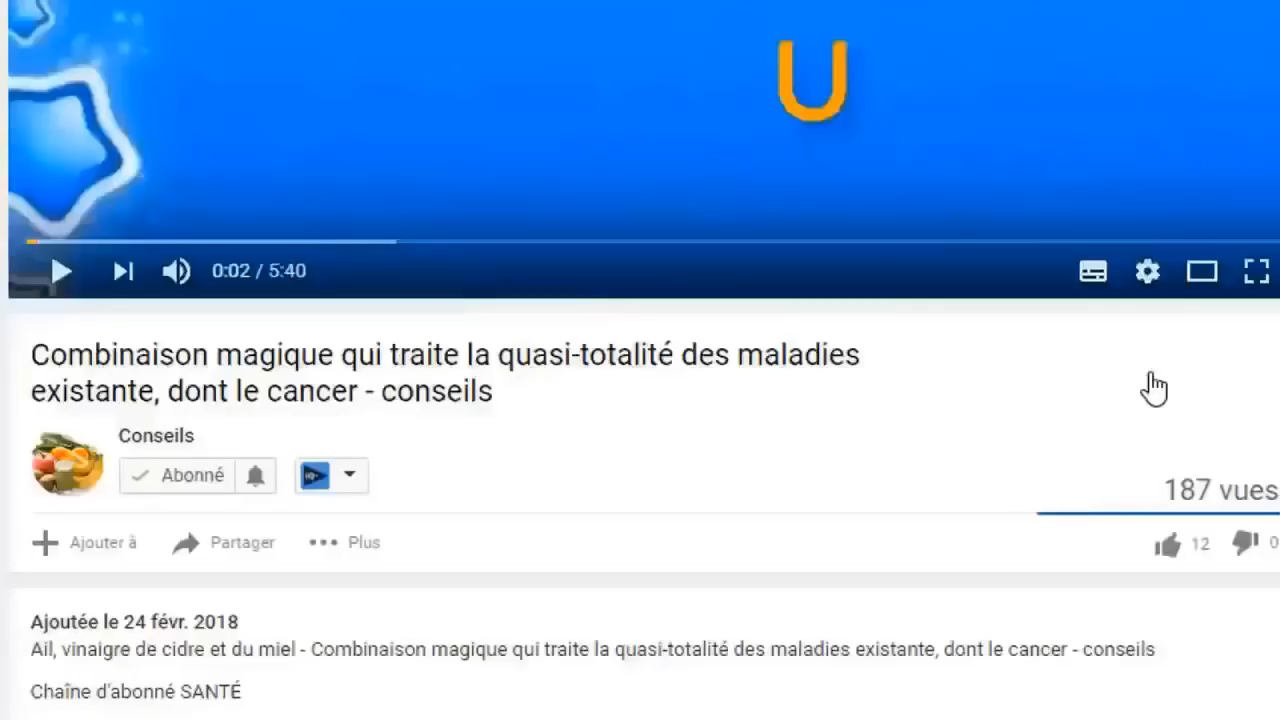 U
0:02 / 5:40
Combinaison magique qui traite la quasi-totalité des maladies
existante, dont le cancer - conseils
Conseils
Abonné
187 vues
Ajouter à
Partager
Plus
12
0
Ajoutée le 24 févr. 2018
Ail, vinaigre de cidre et du miel - Combinaison magique qui traite la quasi-totalité des maladies existante, dont le cancer - conseils
Chaîne d'abonné SANTÉ